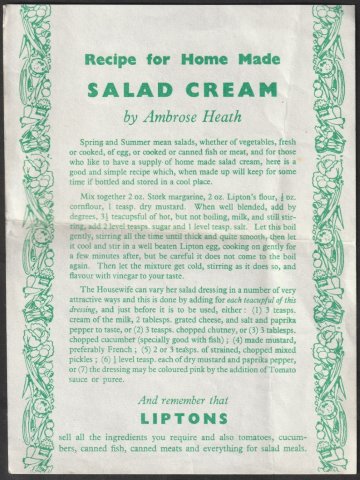 Recipe for Home Made
SALAD CREAM
by Ambrose Heath
Spring and Summer mean salads, whether of vegetables, fresh
or cooked, of egg, or cooked or canned fish or meat, and for those
who like to have a supply of home made salad cream, here is a
good and simple recipe which, when made up will keep for some
time if bottled and stored in a cool place.
Mix together 2 oz. Stork margarine, 2 oz. Lipton's flour, ½ oz.
cornflour, 1 teasp. dry mustard. When well blended, add by
degrees, 3½ teacupsful of hot, but not boiling, milk, and still stir-
ring, add 2 level teasps. sugar and 1 level teasp. salt. Let this boil
gently, stirring all the time until thick and quite smooth, then let
it cool and stir in a well beaten Lipton egg, cooking on gently for
a few minutes after, but be careful it does not come to the boil
again. Then let the mixture get cold, stirring as it does so, and
flavour with vinegar to your taste.
The Housewife can vary her salad dressing in a number of very
attractive ways and this is done by adding for each teacupful of this
dressing, and just before it is to be used, either : (1) 3 teasps.
cream of the milk, 2 tablesps. grated cheese, and salt and paprika
pepper to taste, or (2) 3 teasps. chopped chutney, or (3) 3 tablesps.
chopped cucumber (specially good with fish) ; (4) made mustard,
preferably French ; (5) 2 or 3 teasps. of strained, chopped mixed
pickles ; (6) ½ level teasp. each of dry mustard and paprika pepper,
or (7) the dressing may be coloured pink by the addition of Tomato
sauce or puree.
And remember that
LIPTONS
sell all the ingredients you require and also tomatoes, cucum-
bers, canned fish, canned meats and everything for salad meals.